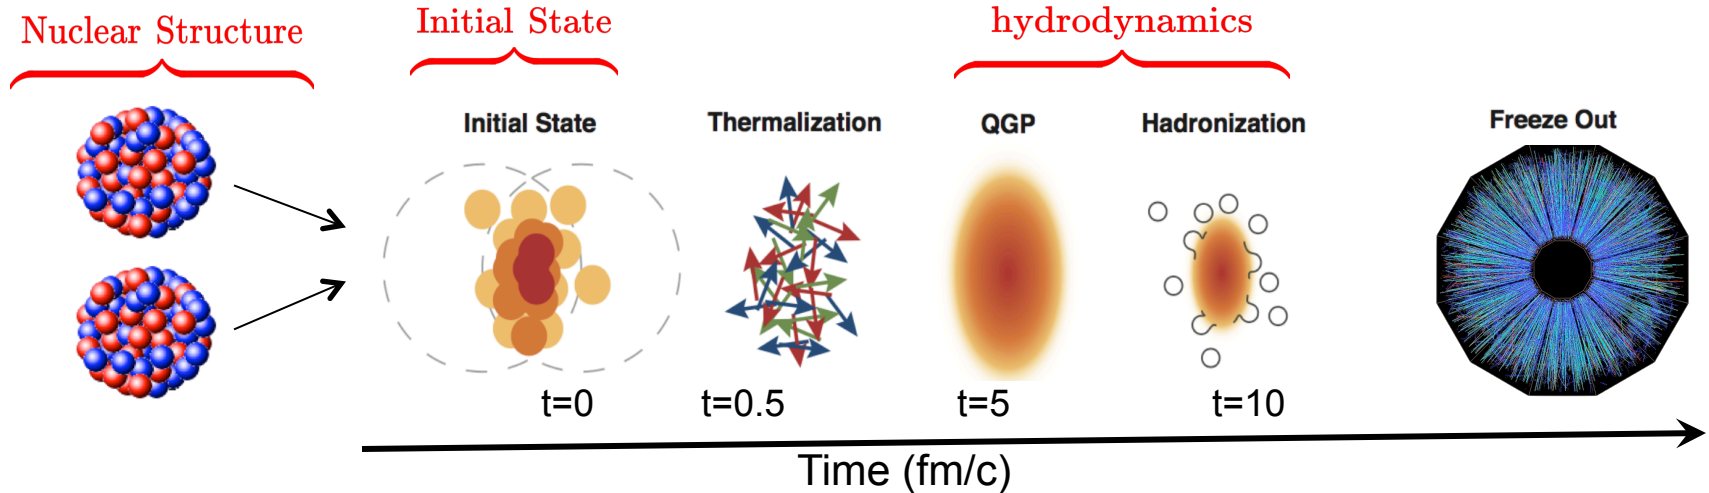 Nuclear Structure
Initial State
hydrodynamics
Initial State
Thermalization
QGP
Hadronization
Freeze Out
t=0
t=0.5
t=5
t=10
Time (fm/c)